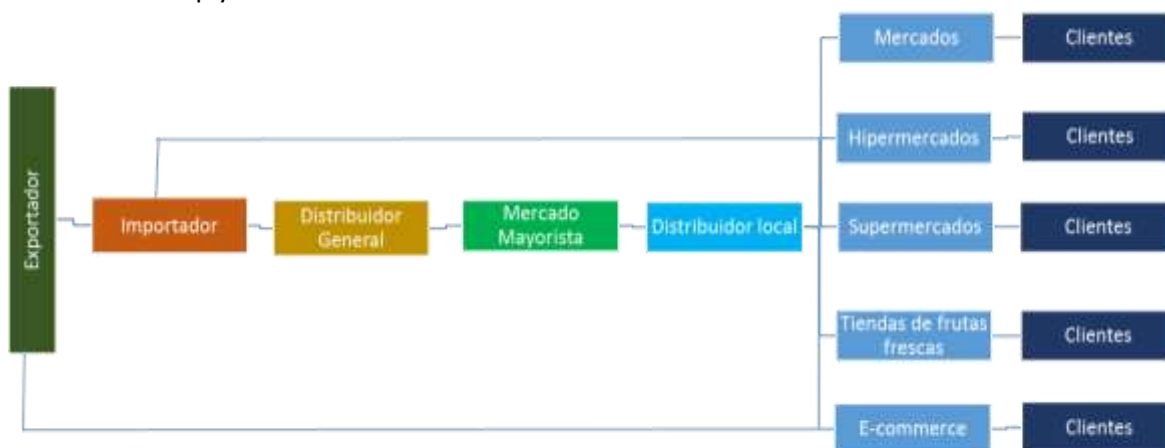 Exportador
Importador
Distribuidor
General
Mercado
Mayorista
Distribuidor local
Mercados
Clientes
Hipermercados
Clientes
Supermercados
Clientes
Tiendas de frutas
frescas
Clientes
E-commerce
Clientes